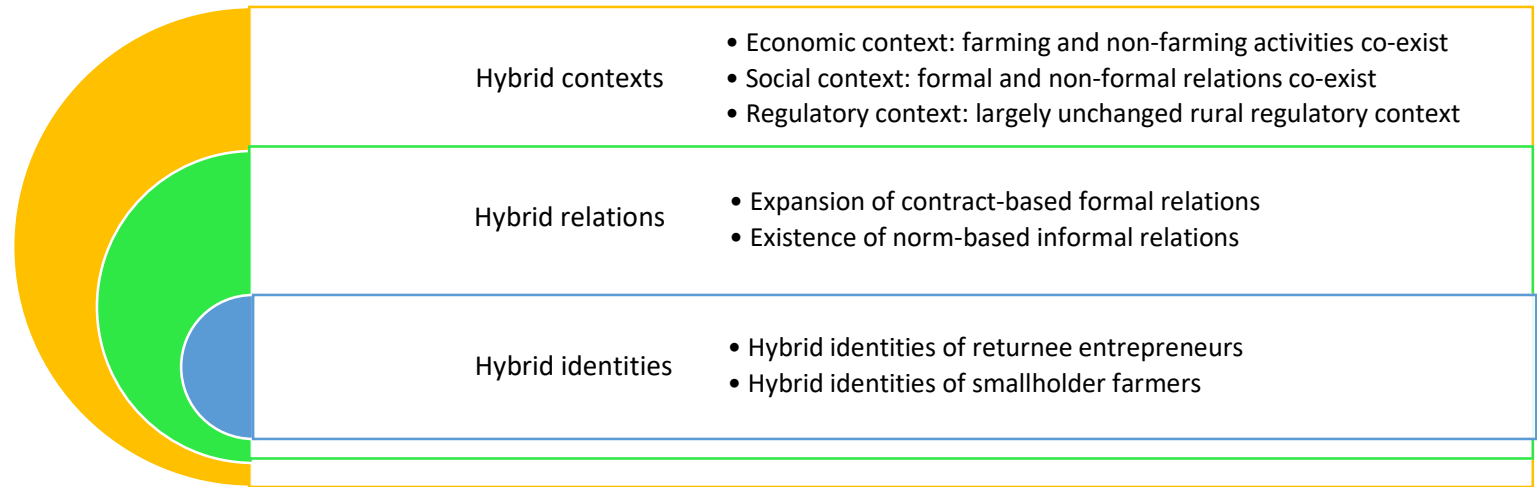 Hybrid contexts
• Economic context: farming and non-farming activities co-exist
• Social context: formal and non-formal relations co-exist
• Regulatory context: largely unchanged rural regulatory context
Hybrid relations
• Expansion of contract-based formal relations
• Existence of norm-based informal relations
Hybrid identities
• Hybrid identities of returnee entrepreneurs
• Hybrid identities of smallholder farmers